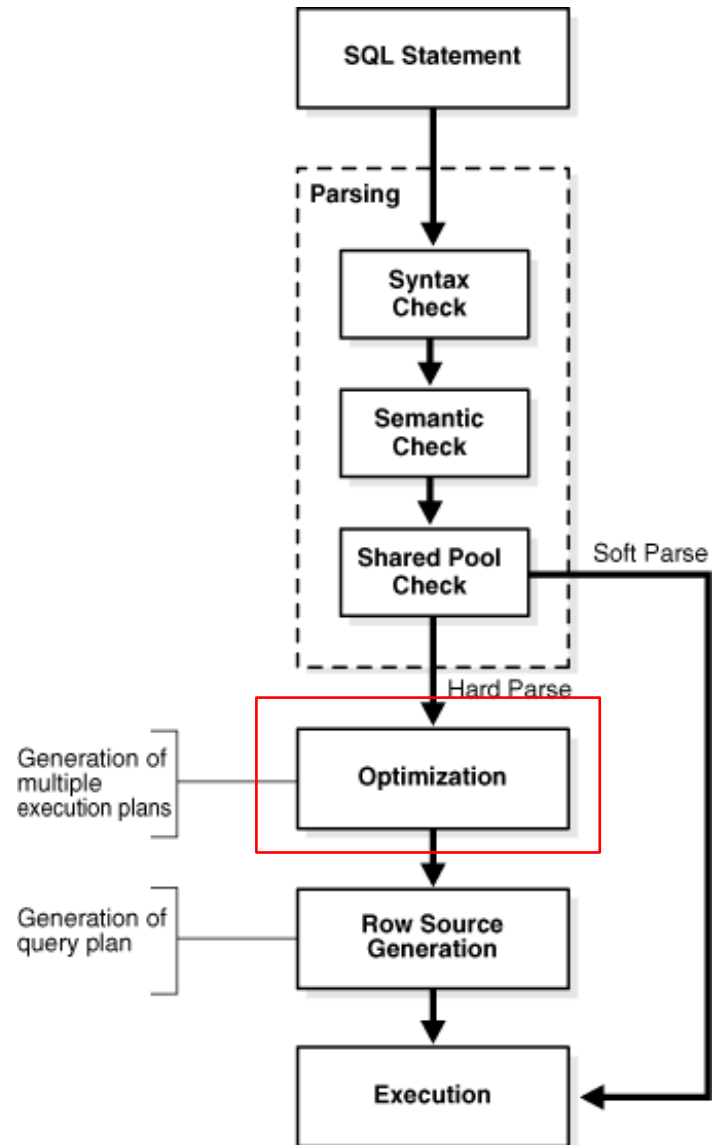 SQL Statement
Parsing
Syntax
Check
Semantic
Check
Shared Pool
Check
Soft Parse
Hard Parse
Generation of
multiple
execution plans
Optimization
Generation of
query plan
Row Source
Generation
Execution